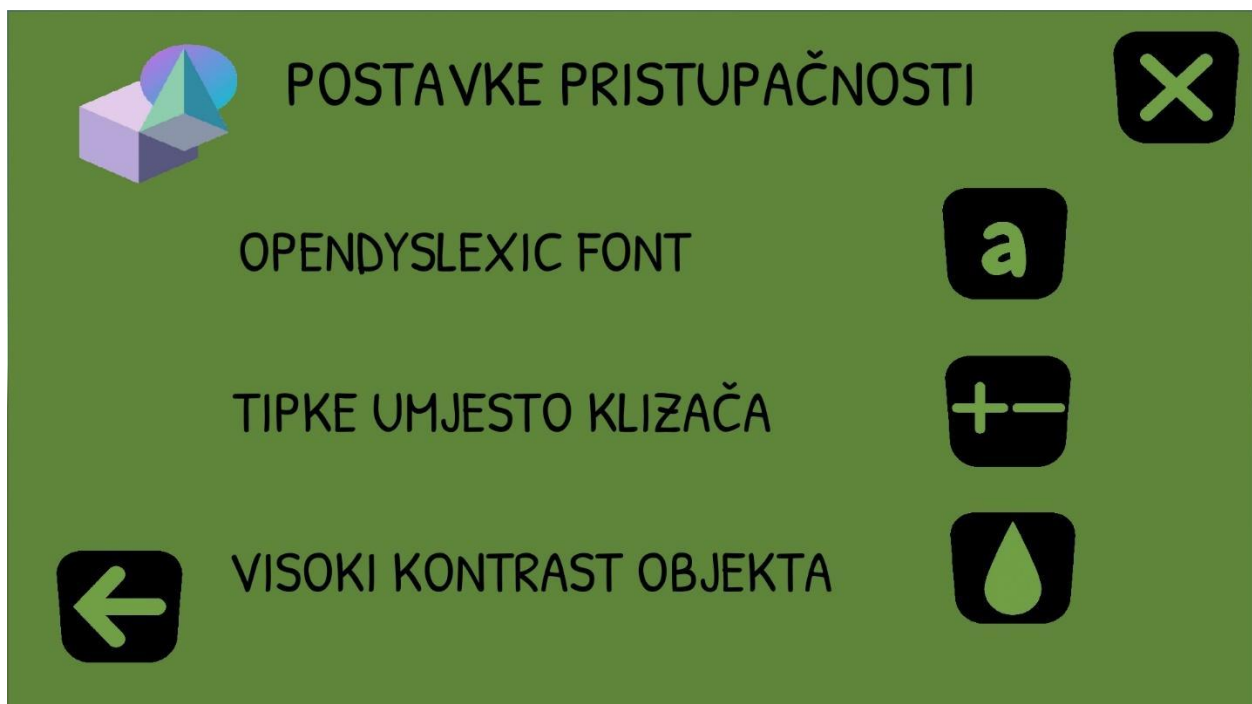 POSTAVKE PRISTUPAČNOSTI
OPENDYSLEXIC FONT
a
TIPKE UMJESTO KLIZAČA
+-
VISOKI KONTRAST OBJEKTA